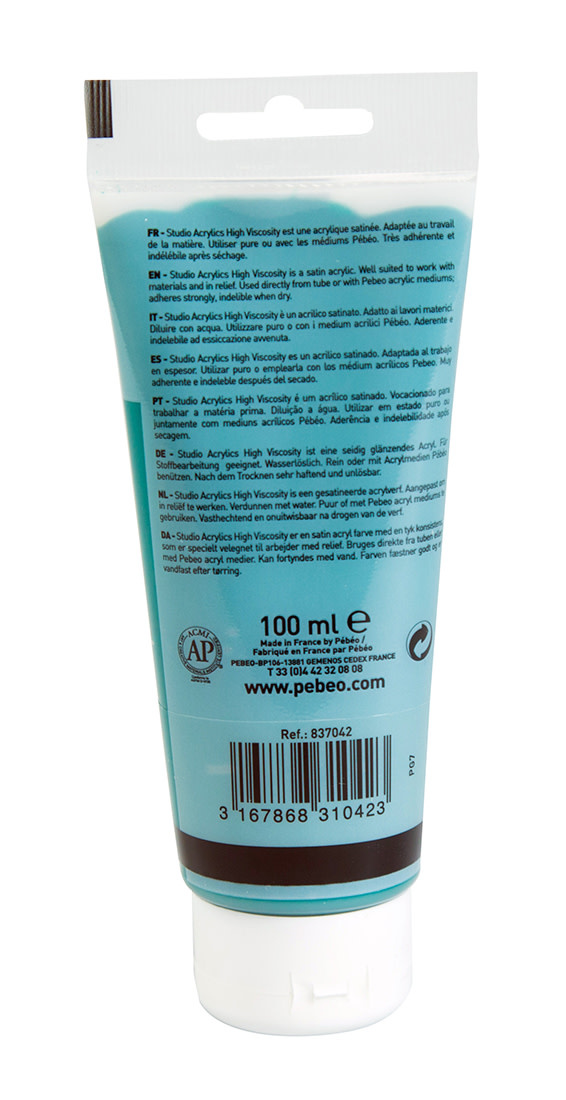 FR - Studio Acrylics High Viscosity est une acrylique satinée. Adaptée au travail
de la matière. Utiliser pure ou avec les médiums Pébéo. Très adhérente et
indélébile après séchage.
EN - Studio Acrylics High Viscosity is a satin acrylic. Well suited to work with
materials and in relief. Used directly from tube or with Pebeo acrylic mediums;
adheres strongly, indelible when dry.
IT - Studio Acrylics High Viscosity è un acrilico satinato. Adatto ai lavori materici.
Diluire con acqua. Utilizzare puro o con i medium acrilici Pébéo. Aderente e
indelebile ad essiccazione avvenuta.
ES - Studio Acrylics High Viscosity es un acrilico satinado. Adaptada al trabajo
en espesor. Utilizar puro o emplearla con los médium acrílicos Pebeo. Muy
adherente e indeleble después del secado.
PT - Studio Acrylics High Viscosity é um acrílico satinado. Vocacionado para
trabalhar a matéria prima. Diluição a água. Utilizar em estado puro ou
juntamente com mediuns acrílicos Pébéo. Aderência e indelebilidade após
secagem.
DE - Studio Acrylics High Viscosity ist eine seidig glänzendes Acryl. Für
Stoffbearbeitung geeignet. Wasserlöslich. Rein oder mit Acrylmedien Pébéo
benützen. Nach dem Trocknen sehr haftend und unlösbar.
NL - Studio Acrylics High Viscosity is een gesatineerde acrylverf. Aangepast om
in reliëf te werken. Verdunnen met water. Puur of met Pebeo acryl mediums te
gebruiken. Vasthechtend en onuitwisbaar na drogen van de verf.
DA - Studio Acrylics High Viscosity er en satin acryl farve med en tyk konsistens,
som er specielt velegnet til arbejder med relief. Bruges direkte fra tuben eller
med Pebeo acryl medier. Kan fortyndes med vand. Farven fæstner godt og er
vandfast efter tørring.
100 ml e
Made in France by Pébéo /
Fabriqué en France par Pébéo
PEBEO-BP106-13881 GEMENOS CEDEX FRANCE
T 33 (0)4 42 32 08 08
www.pebeo.com
ACMI
AP
Ref.: 837042
PG7
3 167868 310423